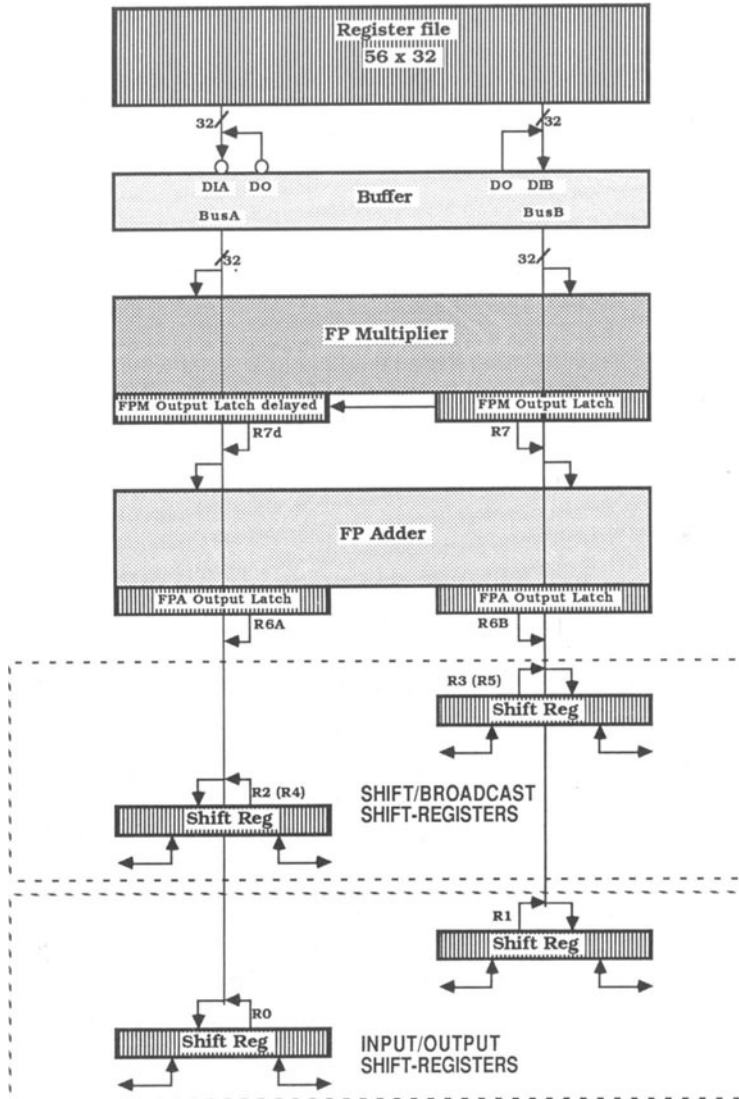 Register file
56 x 32
32
32
DIA
DO
DO
DIB
Buffer
BusA
BusB
32
32
FP Multiplier
FPM Output Latch delayed
FPM Output Latch
R7d
R7
FP Adder
FPA Output Latch
FPA Output Latch
R6A
R6B
R3 (R5)
Shift Reg
R2 (R4)
Shift Reg
SHIFT/BROADCAST
SHIFT-REGISTERS
R1
Shift Reg
R0
Shift Reg
INPUT/OUTPUT
SHIFT-REGISTERS